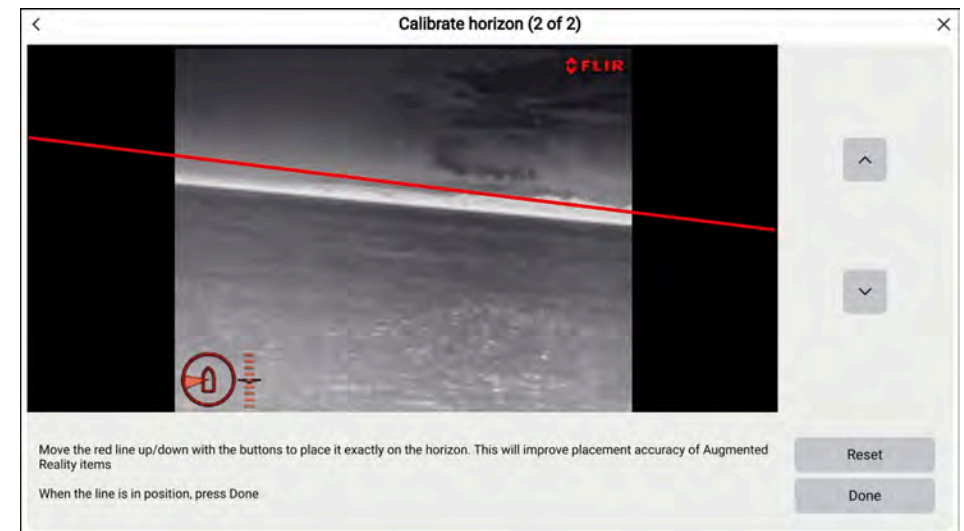 Calibrate horizon (2 of 2)
FLIR
Move the red line up/down with the buttons to place it exactly on the horizon. This will improve placement accuracy of Augmented
Reality items
Reset
When the line is in position, press Done
Done